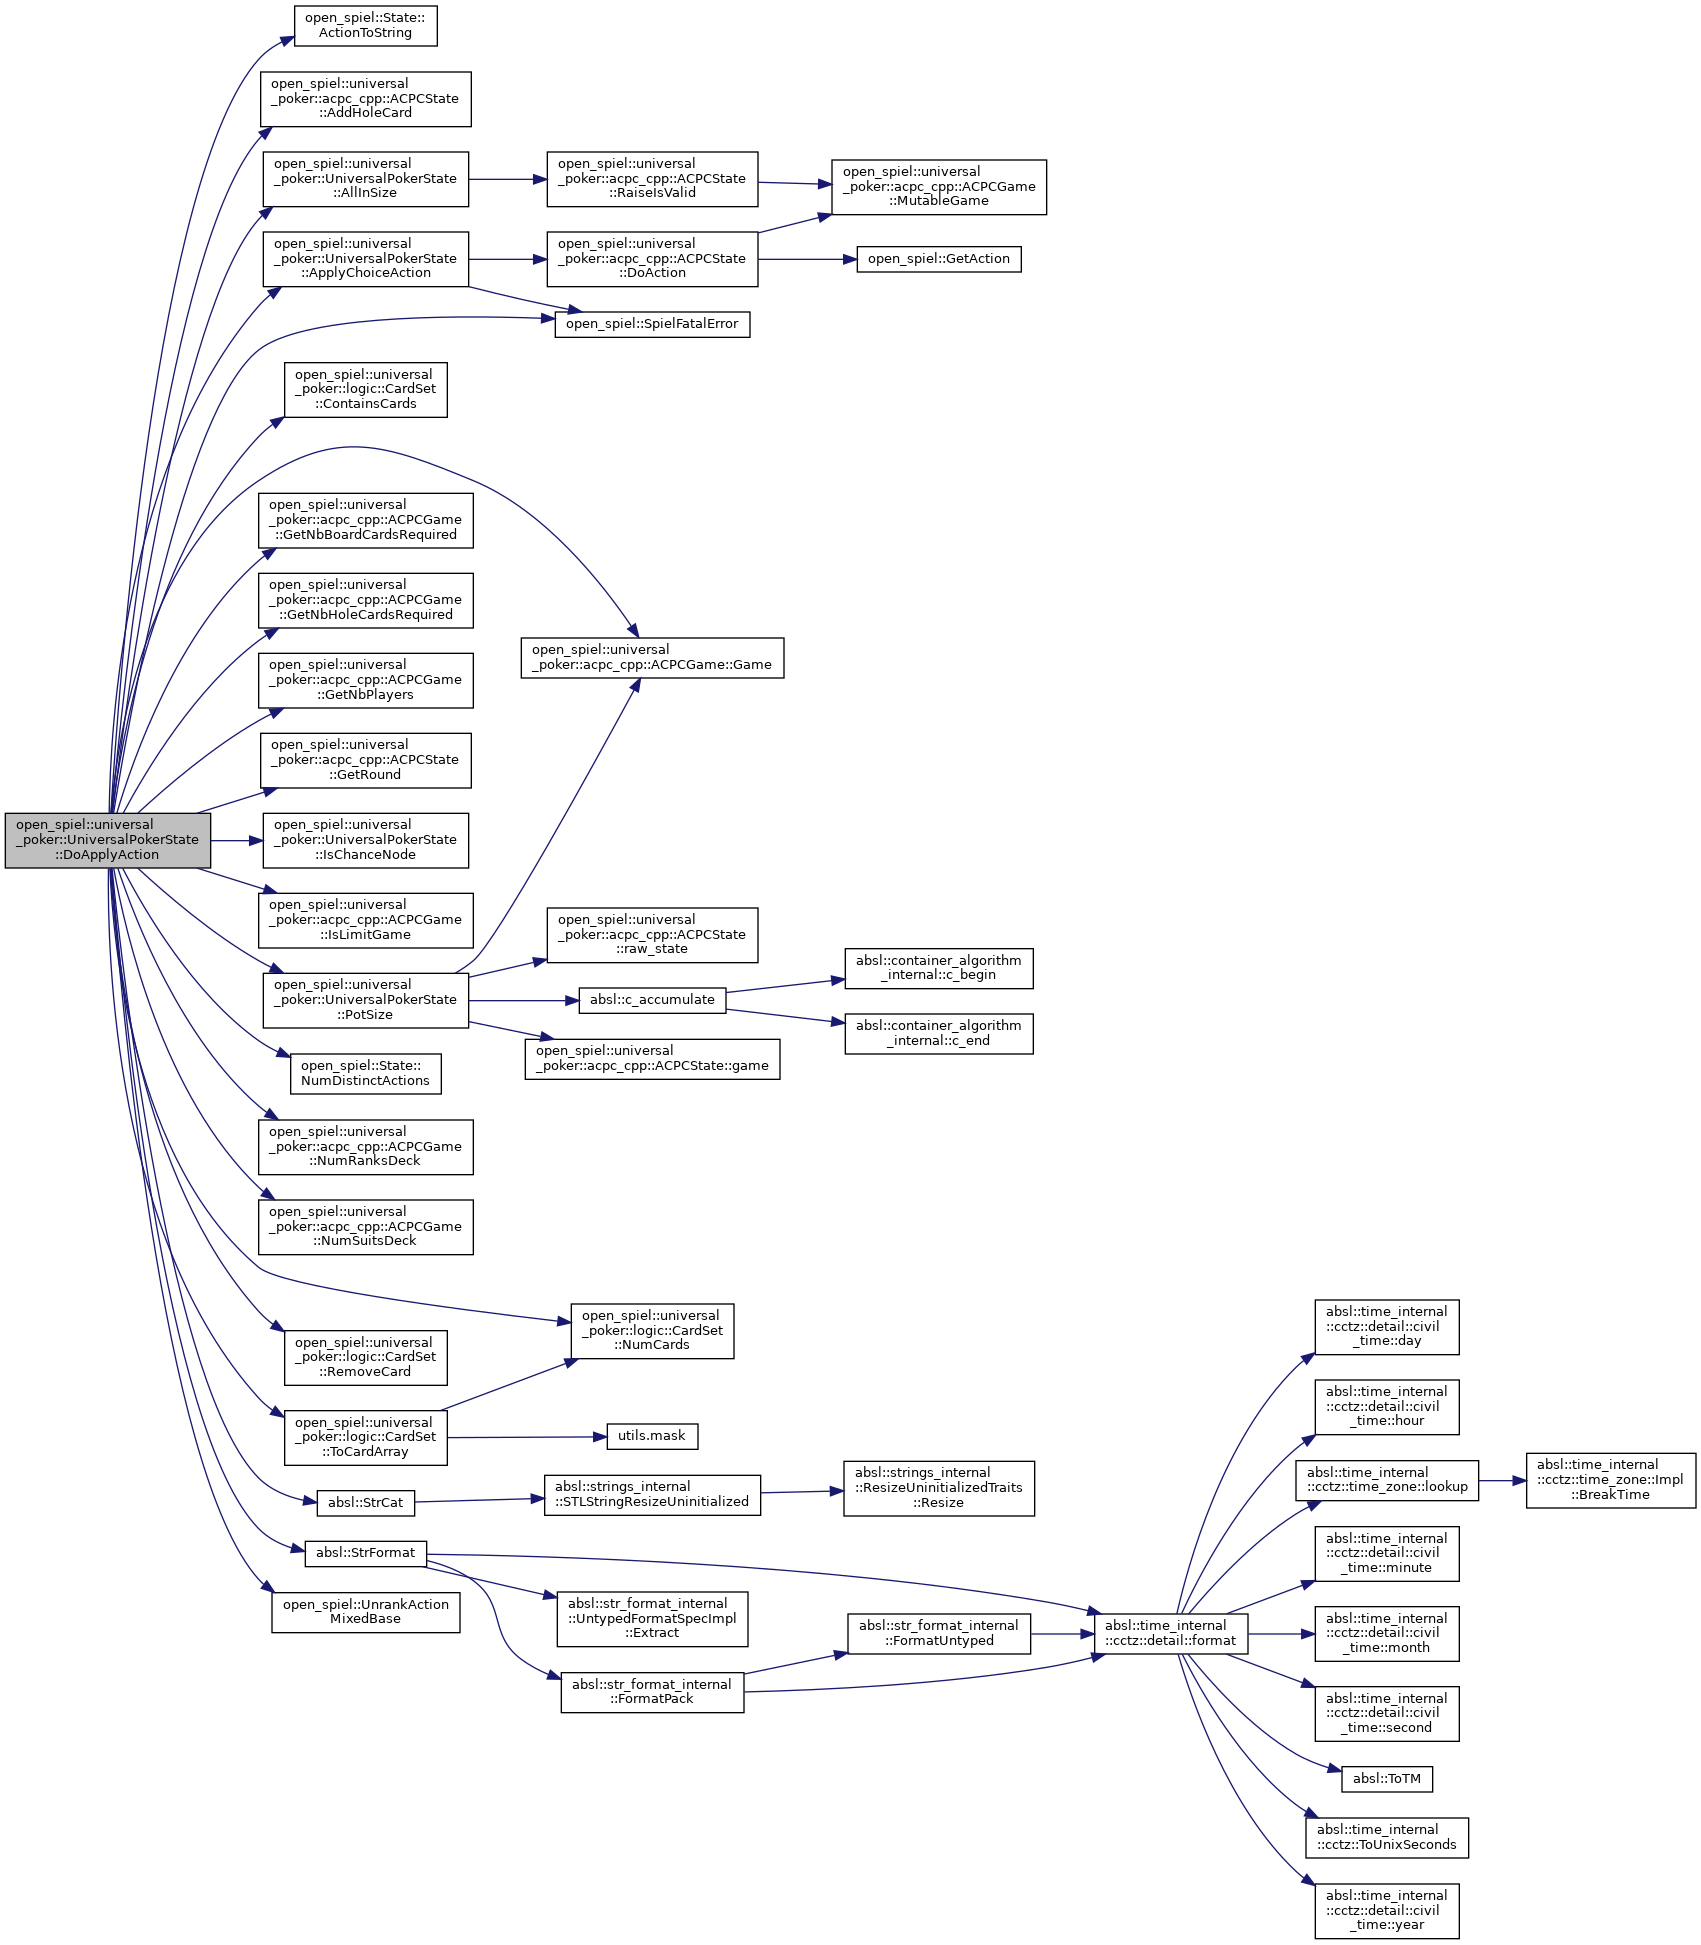 open_spiel::State::
ActionToString
open_spiel::universal
_poker::acpc_cpp::ACPCState
::AddHoleCard
open_spiel::universal
_poker::UniversalPokerState
::AllInSize
open_spiel::universal
_poker::acpc_cpp::ACPCState
::RaiseIsValid
open_spiel::universal
_poker::acpc_cpp::ACPCGame
::MutableGame
open_spiel::universal
_poker::UniversalPokerState
::ApplyChoiceAction
open_spiel::universal
_poker::acpc_cpp::ACPCState
::DoAction
open_spiel::GetAction
open_spiel::SpielFatalError
open_spiel::universal
_poker::logic::CardSet
::ContainsCards
open_spiel::universal
_poker::acpc_cpp::ACPCGame
::GetNbBoardCardsRequired
open_spiel::universal
_poker::acpc_cpp::ACPCGame
::GetNbHoleCardsRequired
open_spiel::universal
_poker::acpc_cpp::ACPCGame::Game
open_spiel::universal
_poker::acpc_cpp::ACPCGame
::GetNbPlayers
open_spiel::universal
_poker::acpc_cpp::ACPCState
::GetRound
open_spiel::universal
_poker::UniversalPokerState
::DoApplyAction
open_spiel::universal
_poker::UniversalPokerState
::IsChanceNode
open_spiel::universal
_poker::acpc_cpp::ACPCGame
::IsLimitGame
open_spiel::universal
_poker::acpc_cpp::ACPCState
::raw_state
open_spiel::universal
_poker::UniversalPokerState
::PotSize
absl::c_accumulate
absl::container_algorithm
_internal::c_begin
absl::container_algorithm
_internal::c_end
open_spiel::universal
_poker::acpc_cpp::ACPCState::game
open_spiel::State::
NumDistinctActions
open_spiel::universal
_poker::acpc_cpp::ACPCGame
::NumRanksDeck
open_spiel::universal
_poker::acpc_cpp::ACPCGame
::NumSuitsDeck
open_spiel::universal
_poker::logic::CardSet
::NumCards
open_spiel::universal
_poker::logic::CardSet
::RemoveCard
open_spiel::universal
_poker::logic::CardSet
::ToCardArray
utils.mask
absl::StrCat
absl::strings_internal
::STLStringResizeUninitialized
absl::strings_internal
::ResizeUninitializedTraits
::Resize
absl::StrFormat
absl::str_format_internal
::UntypedFormatSpecImpl
::Extract
open_spiel::UnrankAction
MixedBase
absl::str_format_internal
::FormatPack
absl::str_format_internal
::FormatUntyped
absl::time_internal
::cctz::detail::format
absl::time_internal
::cctz::detail::civil
_time::day
absl::time_internal
::cctz::detail::civil
_time::hour
absl::time_internal
::cctz::time_zone::lookup
absl::time_internal
::cctz::time_zone::Impl
::BreakTime
absl::time_internal
::cctz::detail::civil
_time::minute
absl::time_internal
::cctz::detail::civil
_time::month
absl::time_internal
::cctz::detail::civil
_time::second
absl::ToTM
absl::time_internal
::cctz::ToUnixSeconds
absl::time_internal
::cctz::detail::civil
_time::year